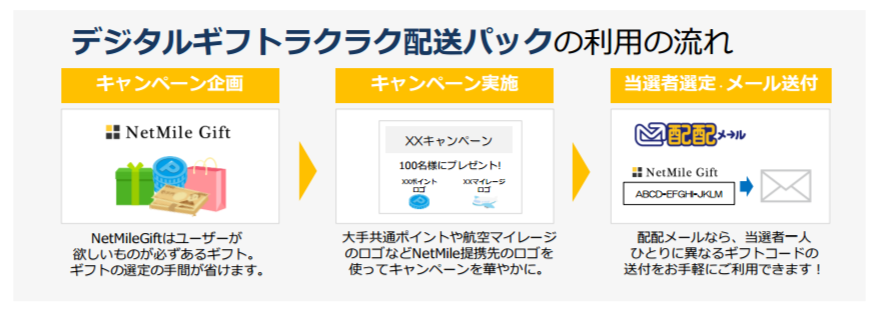 デジタルギフトラクラク配送パックの利用の流れ
キャンペーン企画
NetMile Gift
P
NetMileGiftはユーザーが
欲しいものが必ずあるギフト。
ギフトの選定の手間が省けます。
キャンペーン実施
XXキャンペーン
100名様にプレゼント!
XXポイント
ロゴ
XXマイレージ
ロゴ
P
大手共通ポイントや航空マイレージ
のロゴなどNetMile提携先のロゴを
使ってキャンペーンを華やかに。
当選者選定・メール送付
配配メール
NetMile Gift
ABCD-EFGH-JKLM
配配メールなら、当選者一人
ひとりに異なるギフトコードの
送付をお手軽にご利用できます!